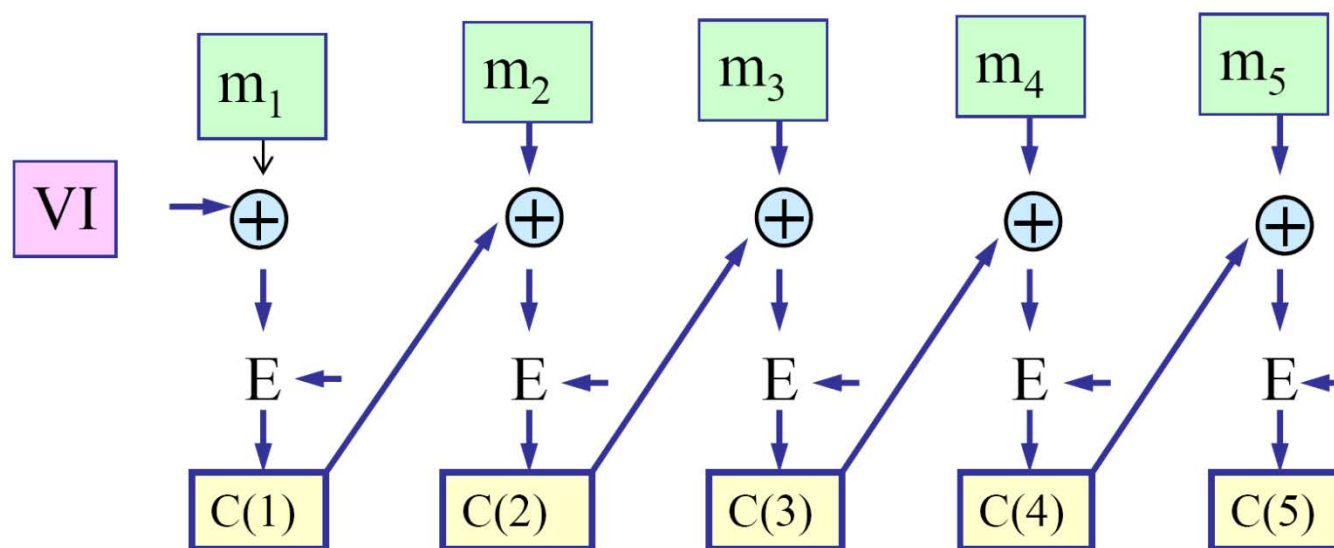 m₁ m₂ m₃ m₄ m₅
VI
E E E E E
C(1) C(2) C(3) C(4) C(5)